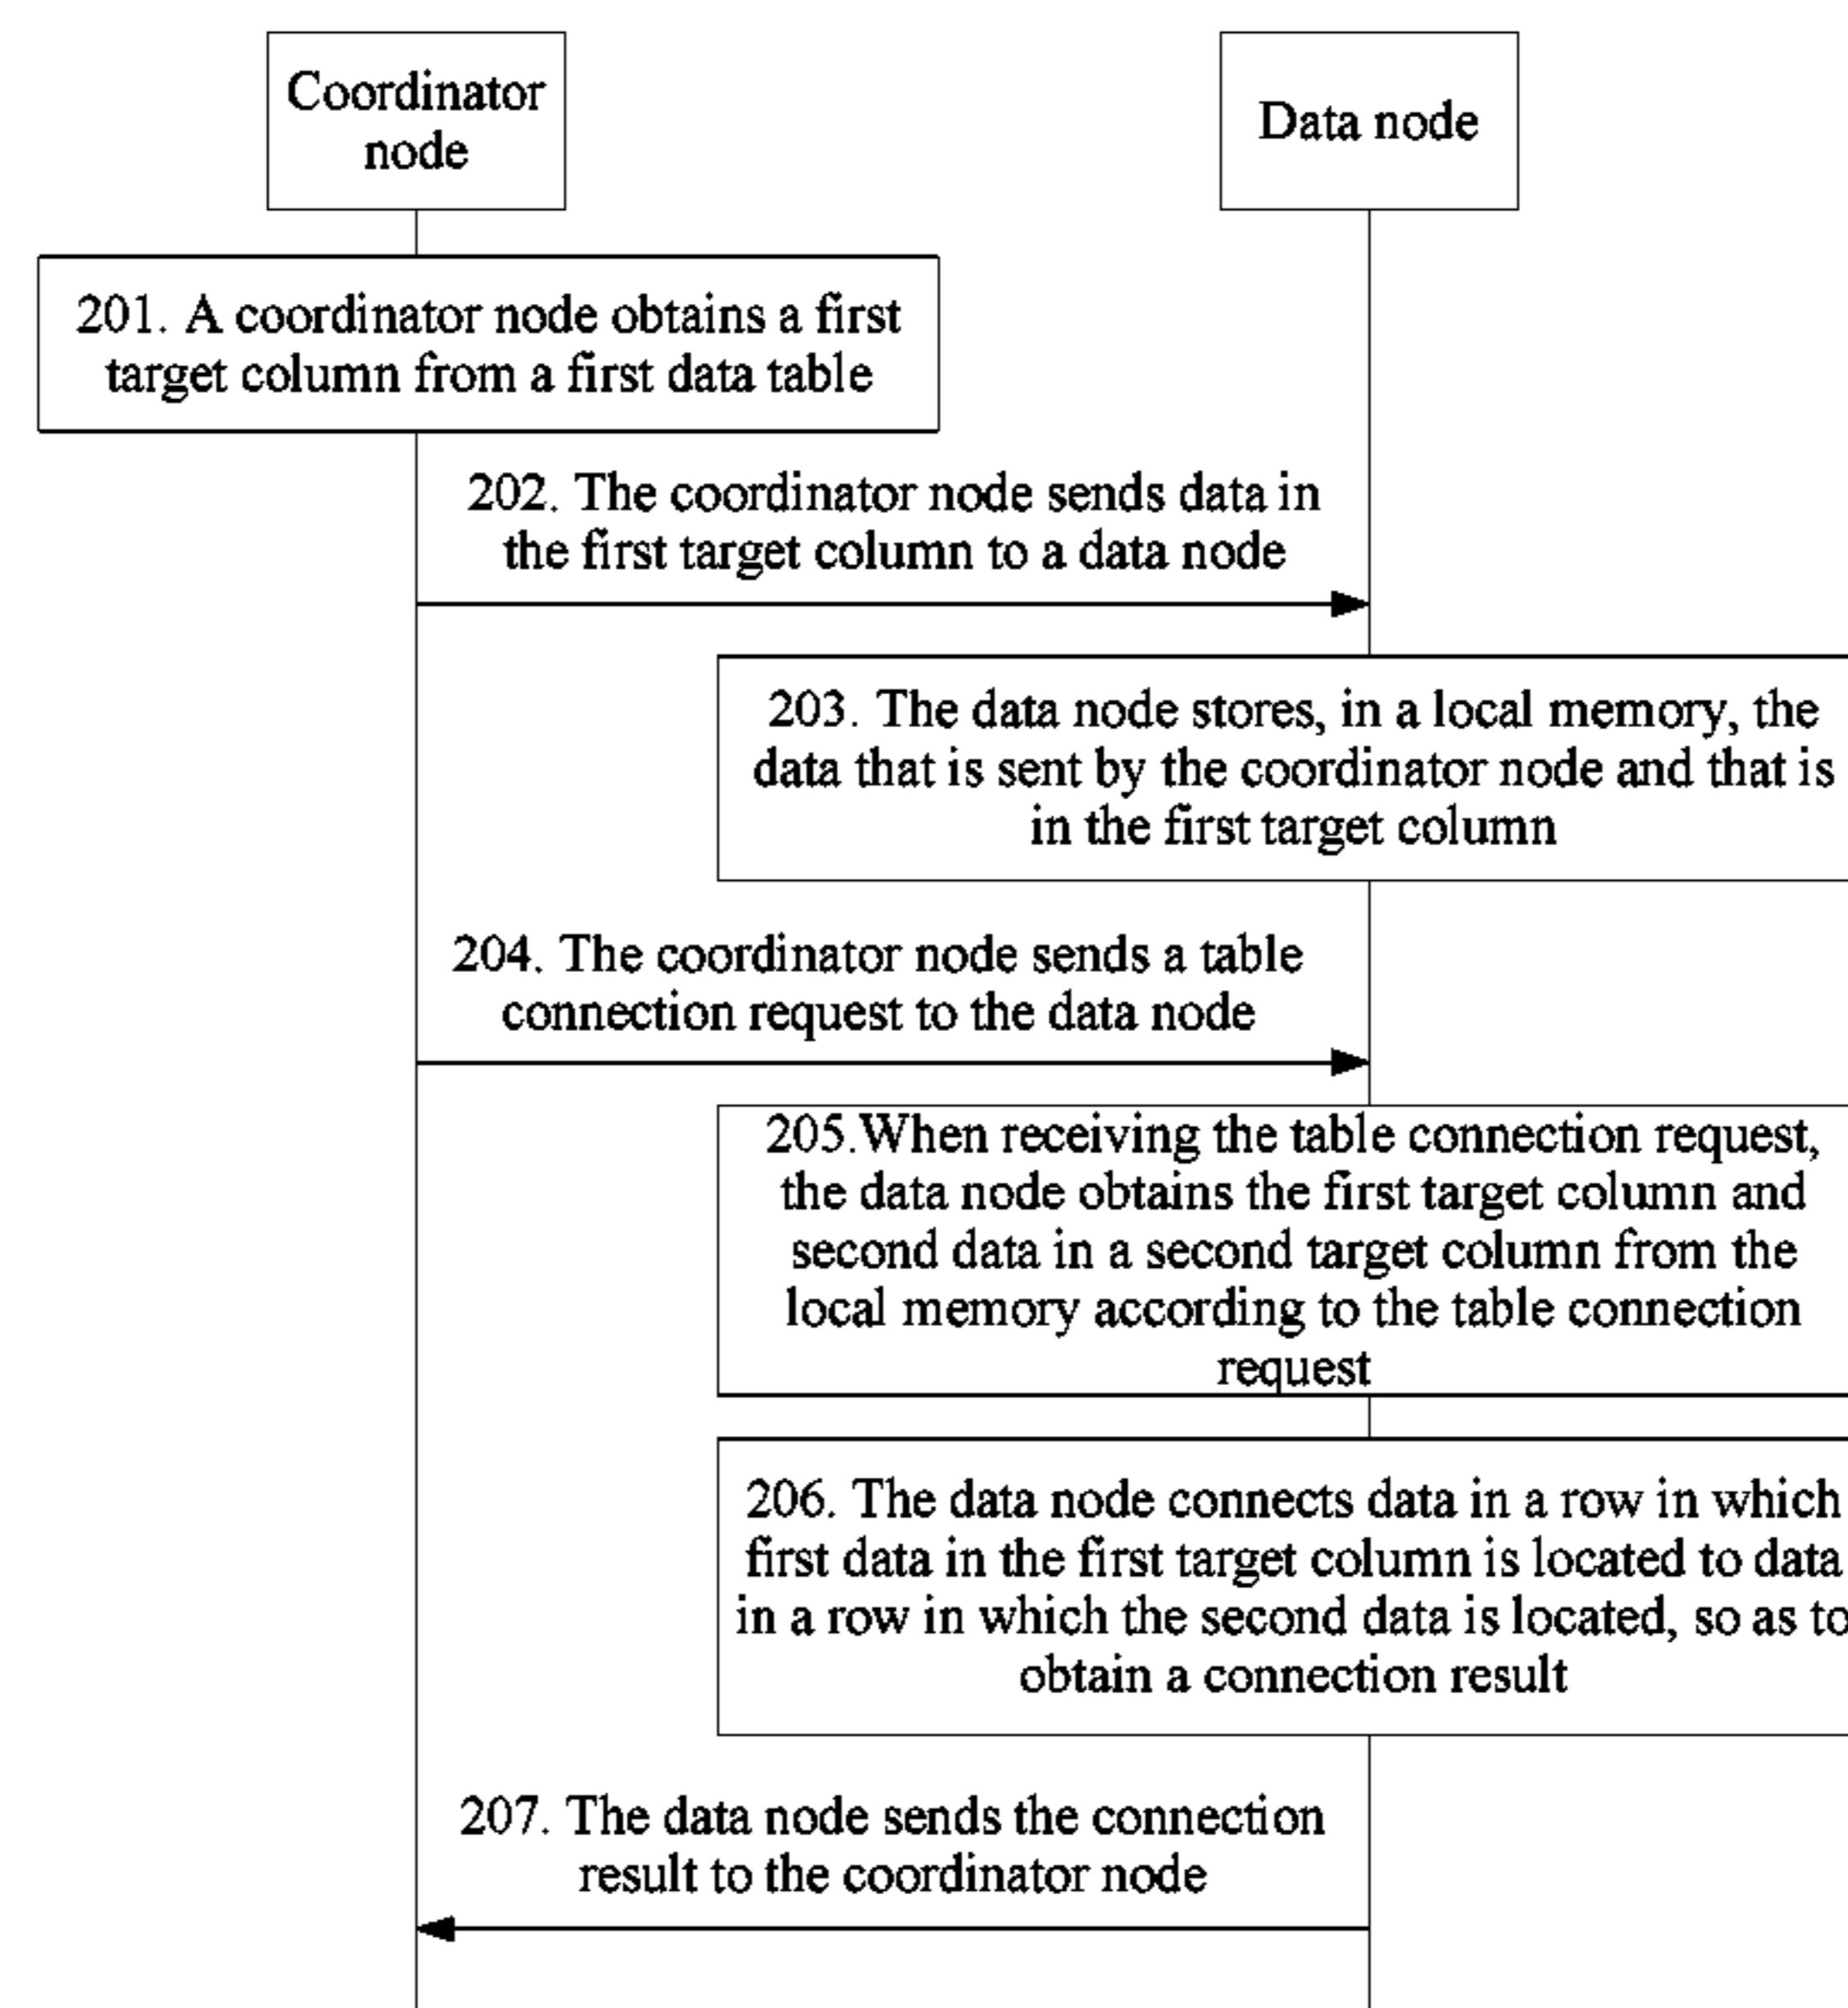 Coordinator
node
Data node
201. A coordinator node obtains a first
target column from a first data table
202. The coordinator node sends data in
the first target column to a data node
203. The data node stores, in a local memory, the
data that is sent by the coordinator node and that is
in the first target column
204. The coordinator node sends a table
connection request to the data node
205.When receiving the table connection request,
the data node obtains the first target column and
second data in a second target column from the
local memory according to the table connection
request
206. The data node connects data in a row in which
first data in the first target column is located to data
in a row in which the second data is located, so as to
obtain a connection result
207. The data node sends the connection
result to the coordinator node